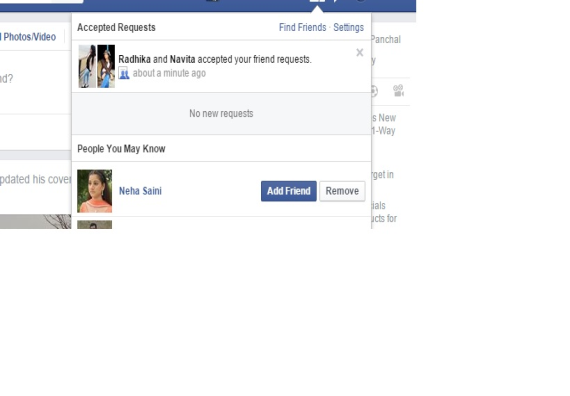 Accepted Requests
Find Friends · Settings
Radhika and Navita accepted your friend requests.
about a minute ago
No new requests
People You May Know
Neha Saini
Add Friend
Remove
Photos/Video
nd?
pdated his cover
Panchal
y
s New
1-Way
rget in
ials
ucts for